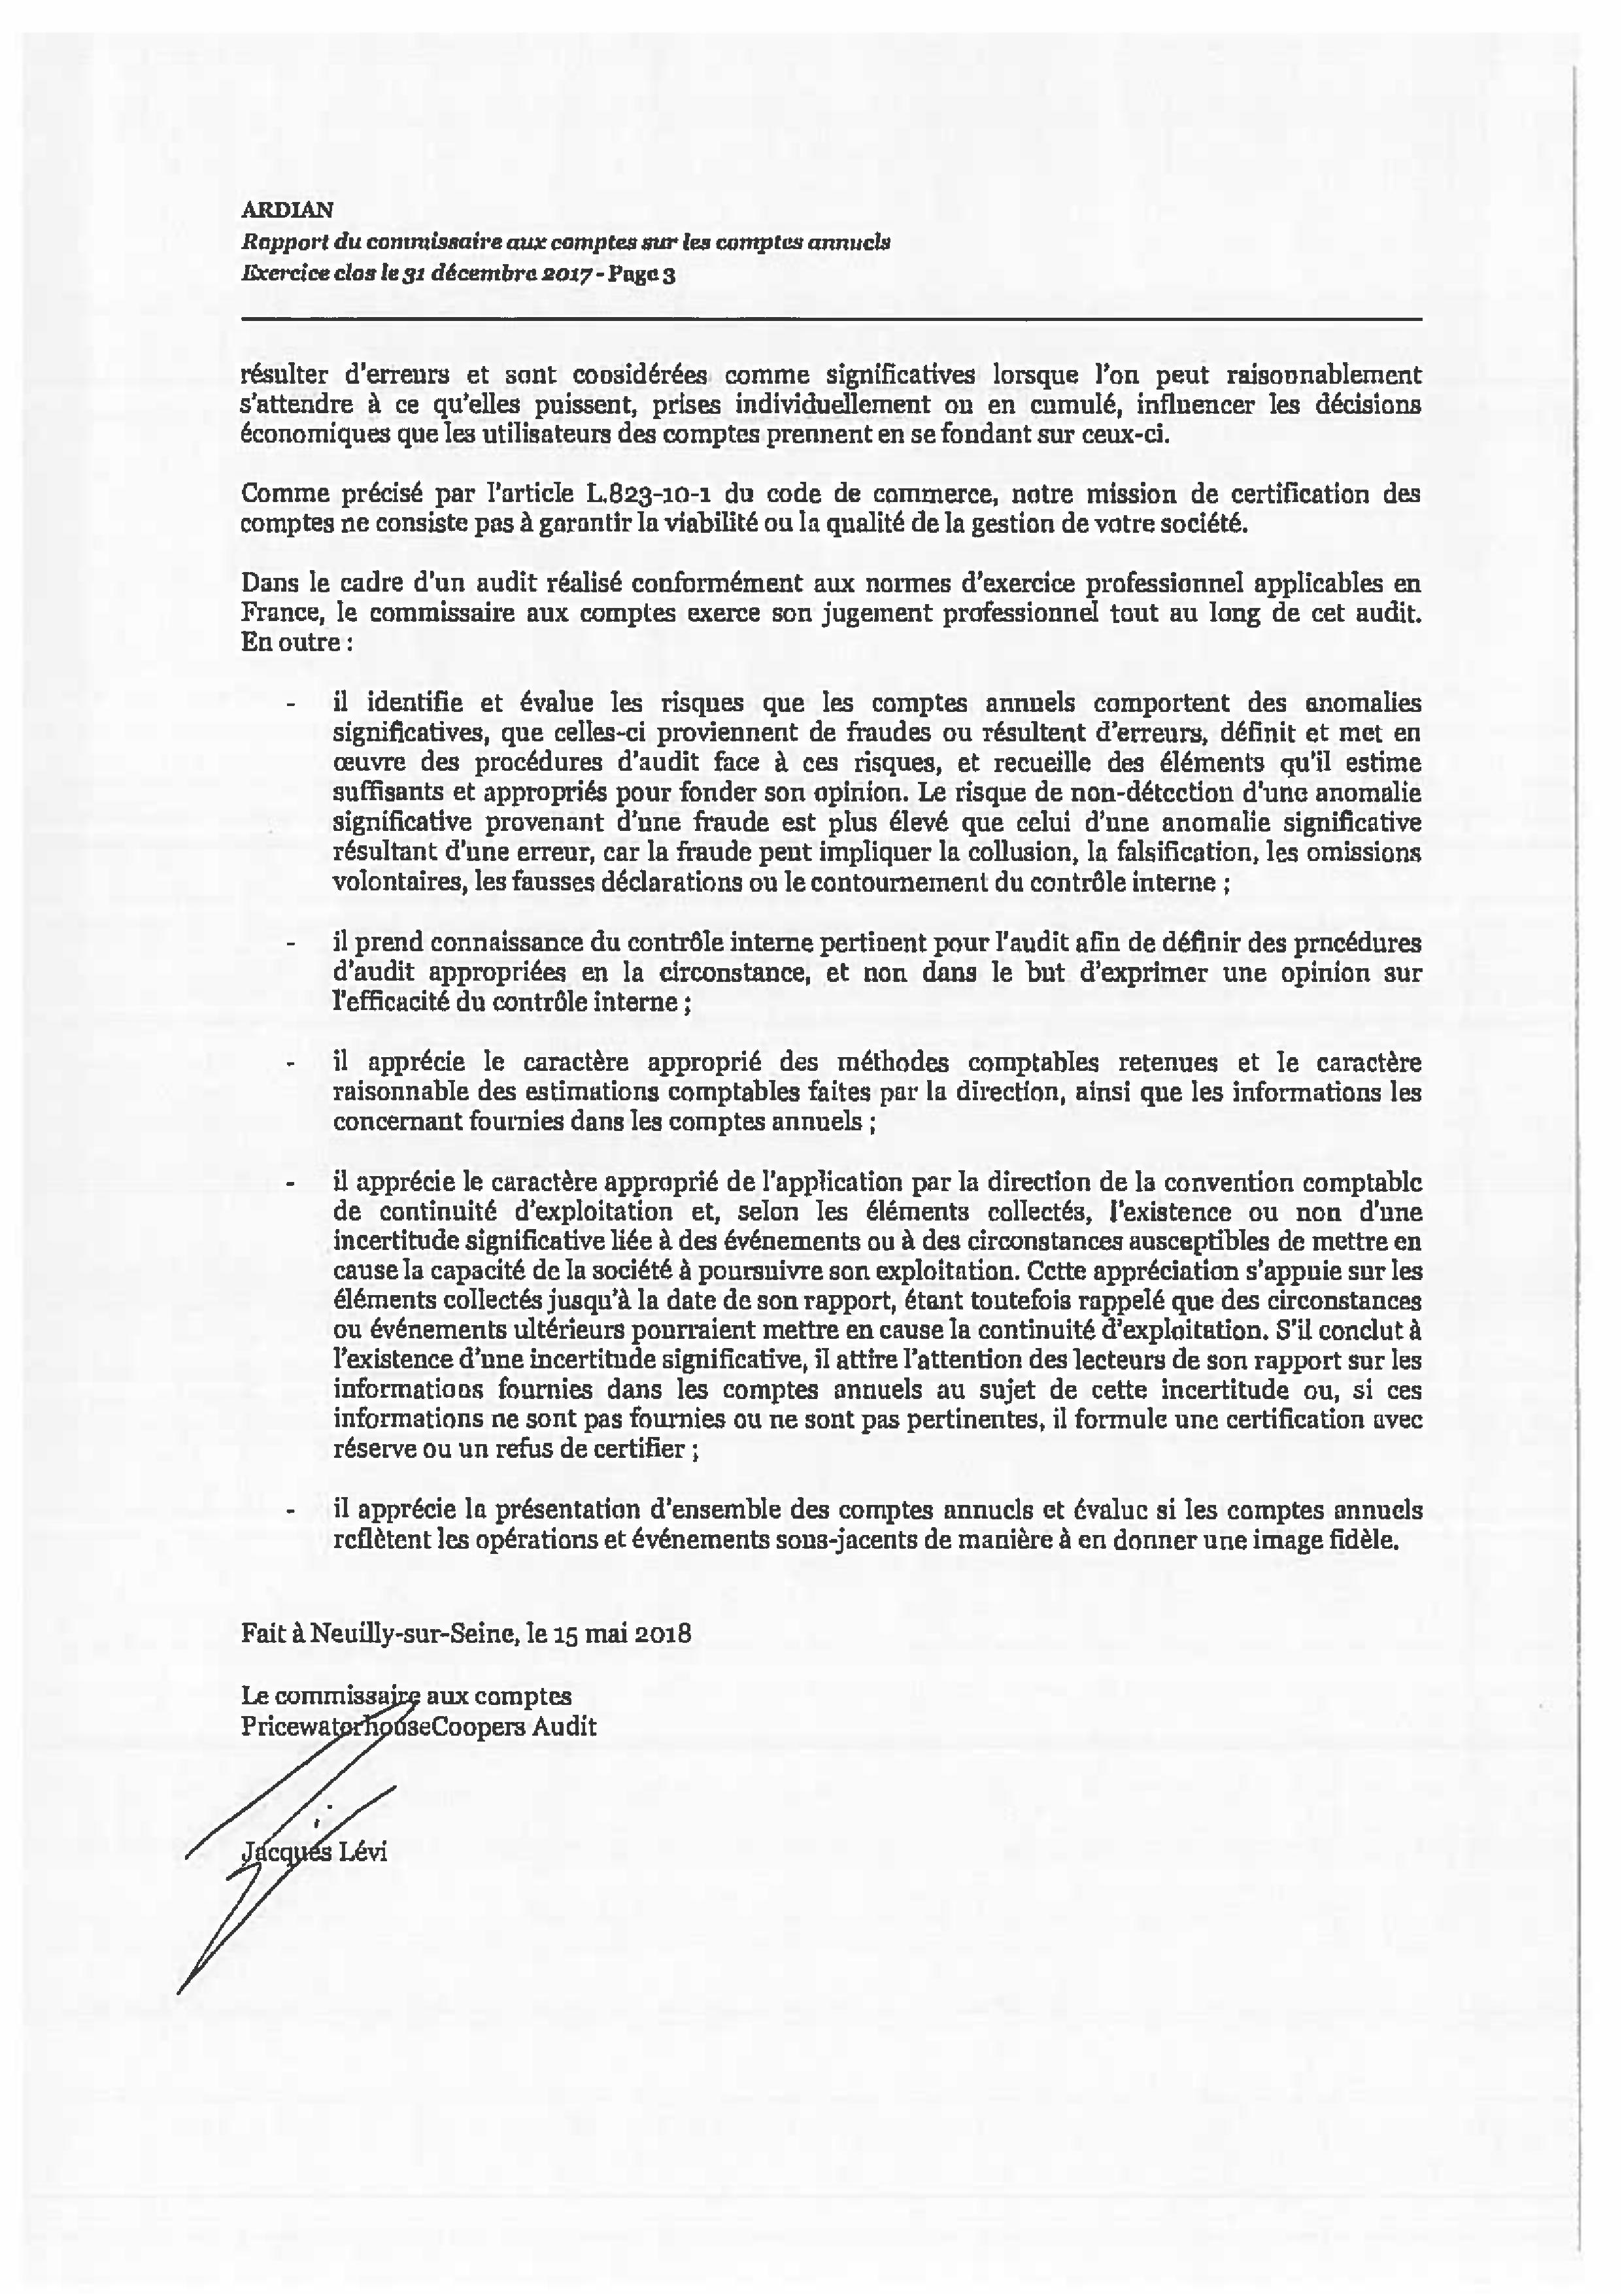 ARDIAN
Rapport du commissaire aux comptes sur les comptes annuels
Exercice clos le 31 décembre 2017 - Page 3
résulter d'erreurs et sont considérées comme significatives lorsque l'on peut raisonnablement
s'attendre à ce qu'elles puissent, prises individuellement ou en cumulé, influencer les décisions
économiques que les utilisateurs des comptes prennent en se fondant sur ceux-ci.
Comme précisé par l'article L.823-10-1 du code de commerce, notre mission de certification des
comptes ne consiste pas à garantir la viabilité ou la qualité de la gestion de votre société.
Dans le cadre d'un audit réalisé conformément aux normes d'exercice professionnel applicables en
France, le commissaire aux comptes exerce son jugement professionnel tout au long de cet audit.
En outre :
- il identifie et évalue les risques que les comptes annuels comportent des anomalies
significatives, que celles-ci proviennent de fraudes ou résultent d'erreurs, définit et met en
œuvre des procédures d'audit face à ces risques, et recueille des éléments qu'il estime
suffisants et appropriés pour fonder son opinion. Le risque de non-détection d'une anomalie
significative provenant d'une fraude est plus élevé que celui d'une anomalie significative
résultant d'une erreur, car la fraude peut impliquer la collusion, la falsification, les omissions
volontaires, les fausses déclarations ou le contournement du contrôle interne ;
- il prend connaissance du contrôle interne pertinent pour l'audit afin de définir des procédures
d'audit appropriées en la circonstance, et non dans le but d'exprimer une opinion sur
l'efficacité du contrôle interne ;
- il apprécie le caractère approprié des méthodes comptables retenues et le caractère
raisonnable des estimations comptables faites par la direction, ainsi que les informations les
concernant fournies dans les comptes annuels ;
- il apprécie le caractère approprié de l'application par la direction de la convention comptable
de continuité d'exploitation et, selon les éléments collectés, l'existence ou non d'une
incertitude significative liée à des événements ou à des circonstances susceptibles de mettre en
cause la capacité de la société à poursuivre son exploitation. Cette appréciation s'appuie sur les
éléments collectés jusqu'à la date de son rapport, étant toutefois rappelé que des circonstances
ou événements ultérieurs pourraient mettre en cause la continuité d'exploitation. S'il conclut à
l'existence d'une incertitude significative, il attire l'attention des lecteurs de son rapport sur les
informations fournies dans les comptes annuels au sujet de cette incertitude ou, si ces
informations ne sont pas fournies ou ne sont pas pertinentes, il formule une certification avec
réserve ou un refus de certifier ;
- il apprécie la présentation d'ensemble des comptes annuels et évalue si les comptes annuels
reflètent les opérations et événements sous-jacents de manière à en donner une image fidèle.
Fait à Neuilly-sur-Seine, le 15 mai 2018
Le commissaire aux comptes
PricewaterhouseCoopers Audit
Jacques Lévi